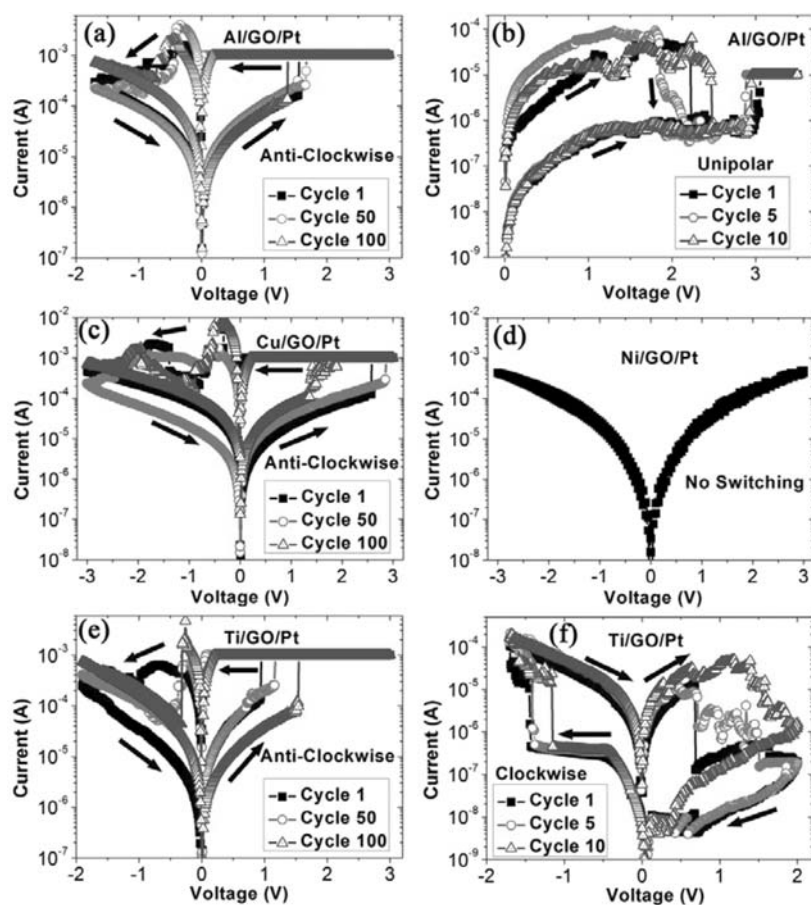 (a)
Al/GO/Pt
Anti-Clockwise
Cycle 1
Cycle 50
Cycle 100
Current (A)
10⁻³
10⁻⁴
10⁻⁵
10⁻⁶
10⁻⁷
-2 -1 0 1 2 3
Voltage (V)
(b)
Al/GO/Pt
Unipolar
Cycle 1
Cycle 5
Cycle 10
Current (A)
10⁻³
10⁻⁴
10⁻⁵
10⁻⁶
10⁻⁷
10⁻⁸
10⁻⁹
0 1 2 3
Voltage (V)
(c)
Cu/GO/Pt
Anti-Clockwise
Cycle 1
Cycle 50
Cycle 100
Current (A)
10⁻²
10⁻³
10⁻⁴
10⁻⁵
10⁻⁶
10⁻⁷
10⁻⁸
-3 -2 -1 0 1 2 3
Voltage (V)
(d)
Ni/GO/Pt
No Switching
Current (A)
10⁻¹
10⁻²
10⁻³
10⁻⁴
10⁻⁵
10⁻⁶
10⁻⁷
10⁻⁸
-3 -2 -1 0 1 2 3
Voltage (V)
(e)
Ti/GO/Pt
Anti-Clockwise
Cycle 1
Cycle 50
Cycle 100
Current (A)
10⁻³
10⁻⁴
10⁻⁵
10⁻⁶
10⁻⁷
-2 -1 0 1 2 3
Voltage (V)
(f)
Ti/GO/Pt
Clockwise
Cycle 1
Cycle 5
Cycle 10
Current (A)
10⁻⁴
10⁻⁵
10⁻⁶
10⁻⁷
10⁻⁸
10⁻⁹
-2 -1 0 1 2
Voltage (V)